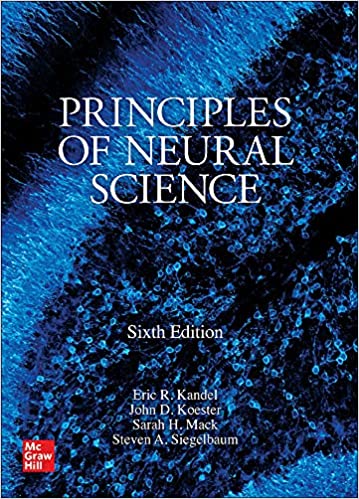 PRINCIPLES
OF NEURAL
SCIENCE
Sixth Edition
Eric R. Kandel
John D. Koester
Sarah H. Mack
Steven A. Siegelbaum
Mc
Graw
Hill